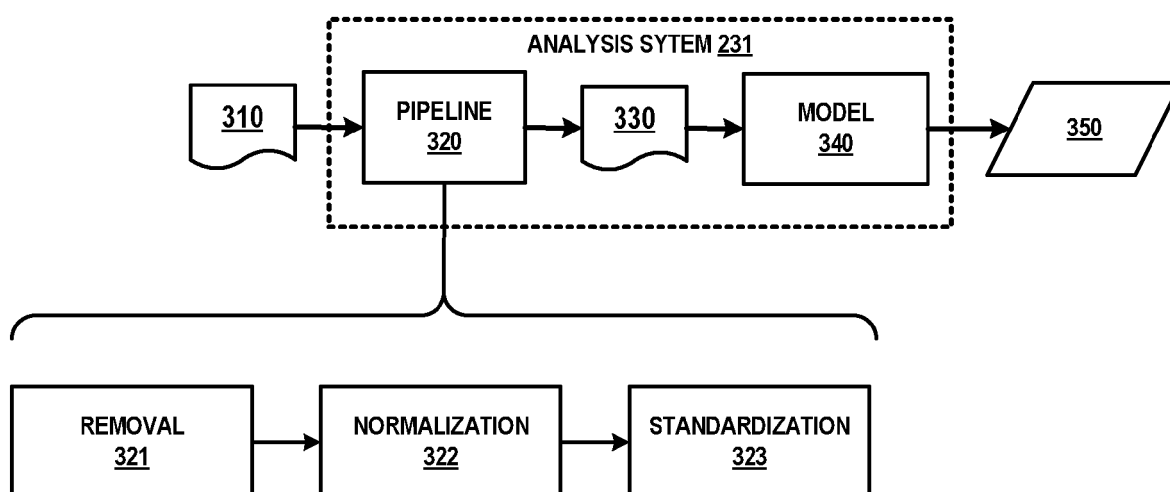 ANALYSIS SYTEM 231
310
PIPELINE
320
330
MODEL
340
350
REMOVAL
321
NORMALIZATION
322
STANDARDIZATION
323